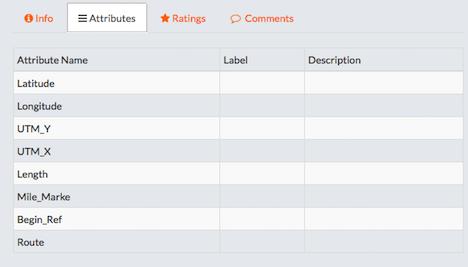 Info Attributes Ratings Comments
Attribute Name Label Description
Latitude
Longitude
UTM_Y
UTM_X
Length
Mile_Marke
Begin_Ref
Route